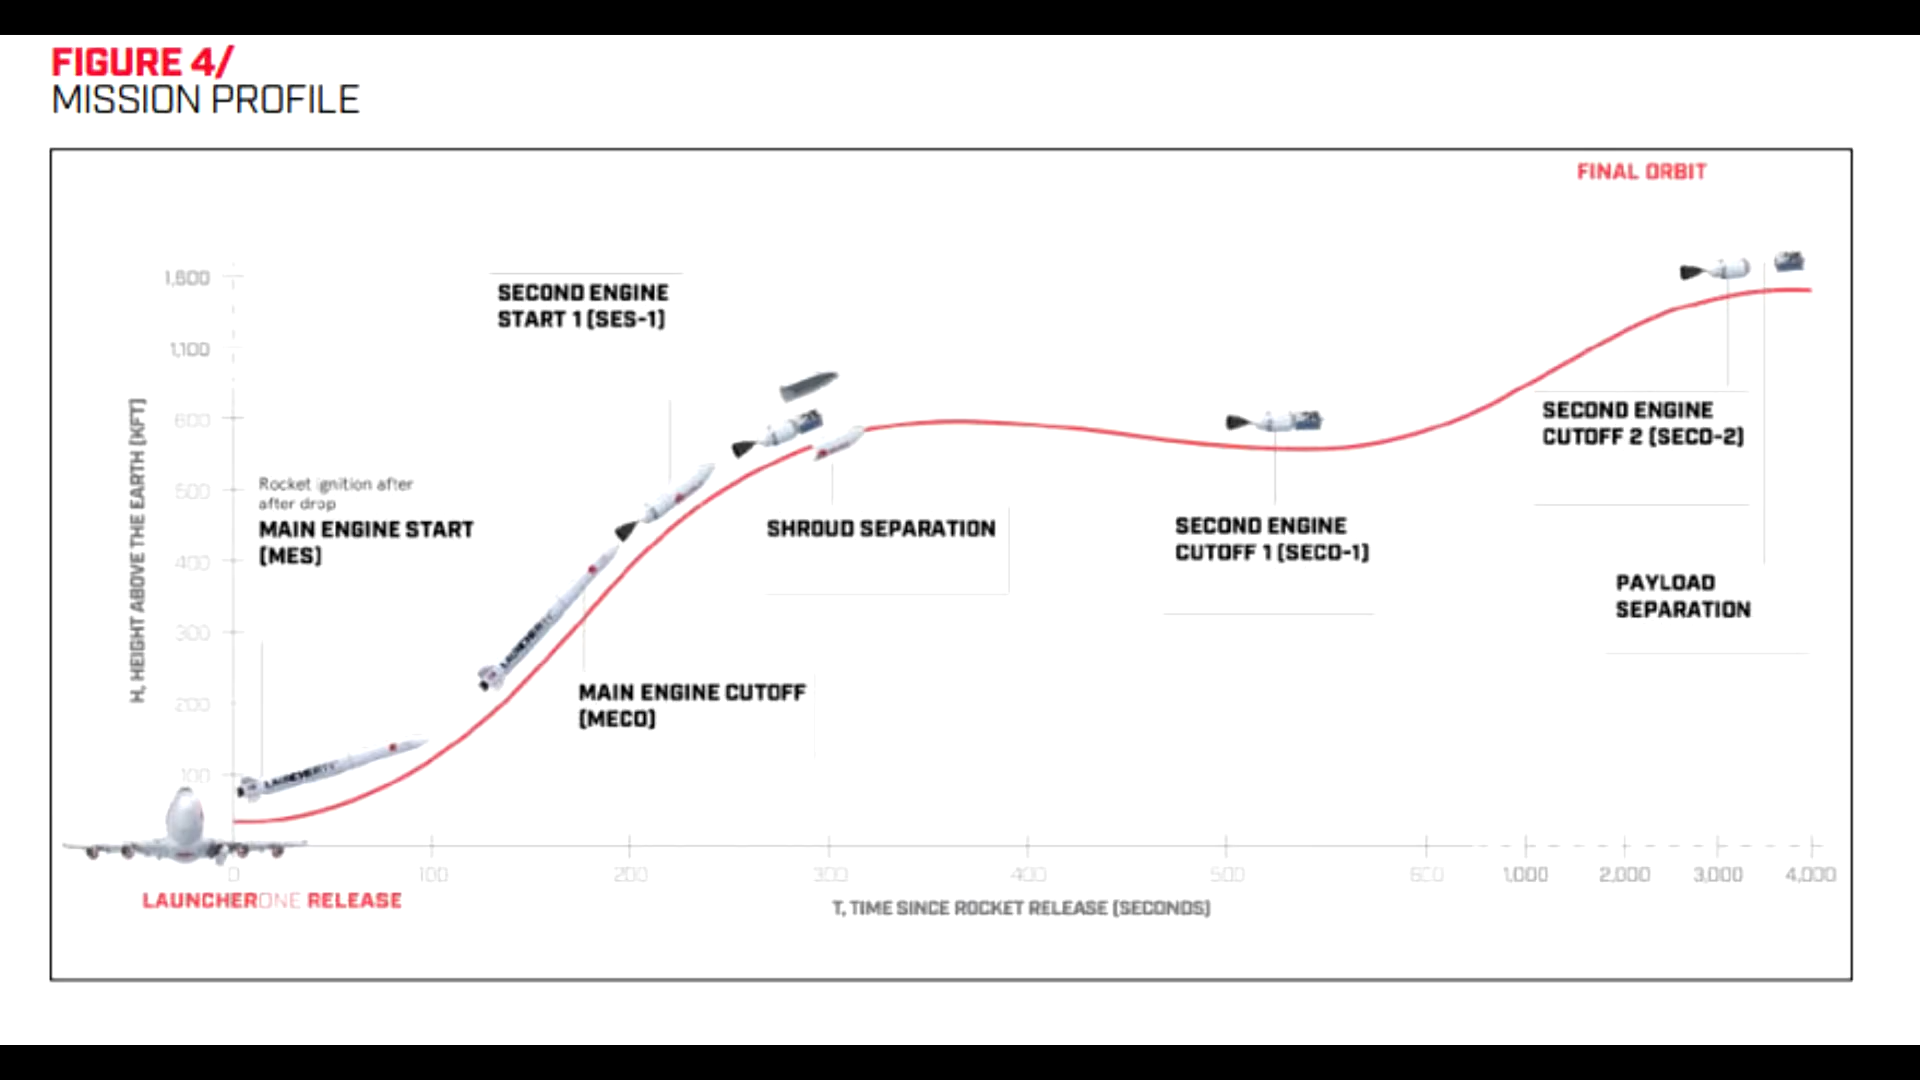 FIGURE 4/
MISSION PROFILE
FINAL ORBIT
1,600
1,100
600
500
400
300
200
100
H, HEIGHT ABOVE THE EARTH (KFT)
SECOND ENGINE
START 1 (SES-1)
Rocket ignition after
after drop
MAIN ENGINE START
(MES)
SHROUD SEPARATION
MAIN ENGINE CUTOFF
(MECO)
SECOND ENGINE
CUTOFF 1 (SECO-1)
SECOND ENGINE
CUTOFF 2 (SECO-2)
PAYLOAD
SEPARATION
0 100 200 300 400 500 600 1,000 2,000 3,000 4,000
LAUNCHERONE RELEASE
T, TIME SINCE ROCKET RELEASE (SECONDS)